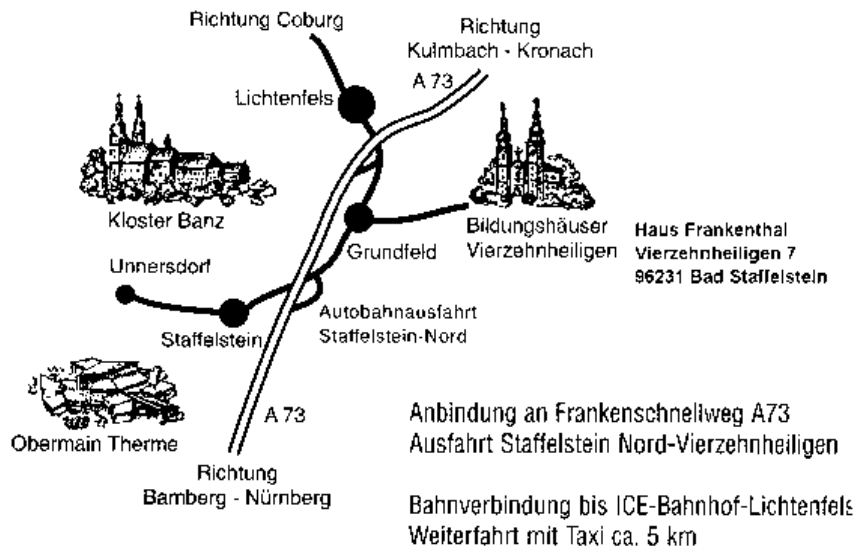 Richtung Coburg
Richtung
Kulmbach - Kronach
A 73
Lichtenfels
Kloster Banz
Bildungshäuser
Vierzehnheiligen
Haus Frankenthal
Vierzehnheiligen 7
96231 Bad Staffelstein
Grundfeld
Unnersdorf
Autobahnausfahrt
Staffelstein-Nord
Staffelstein
Obermain Therme
A 73
Richtung
Bamberg - Nürnberg
Anbindung an Frankenschnellweg A73
Ausfahrt Staffelstein Nord-Vierzehnheiligen
Bahnverbindung bis ICE-Bahnhof-Lichtenfels
Weiterfahrt mit Taxi ca. 5 km